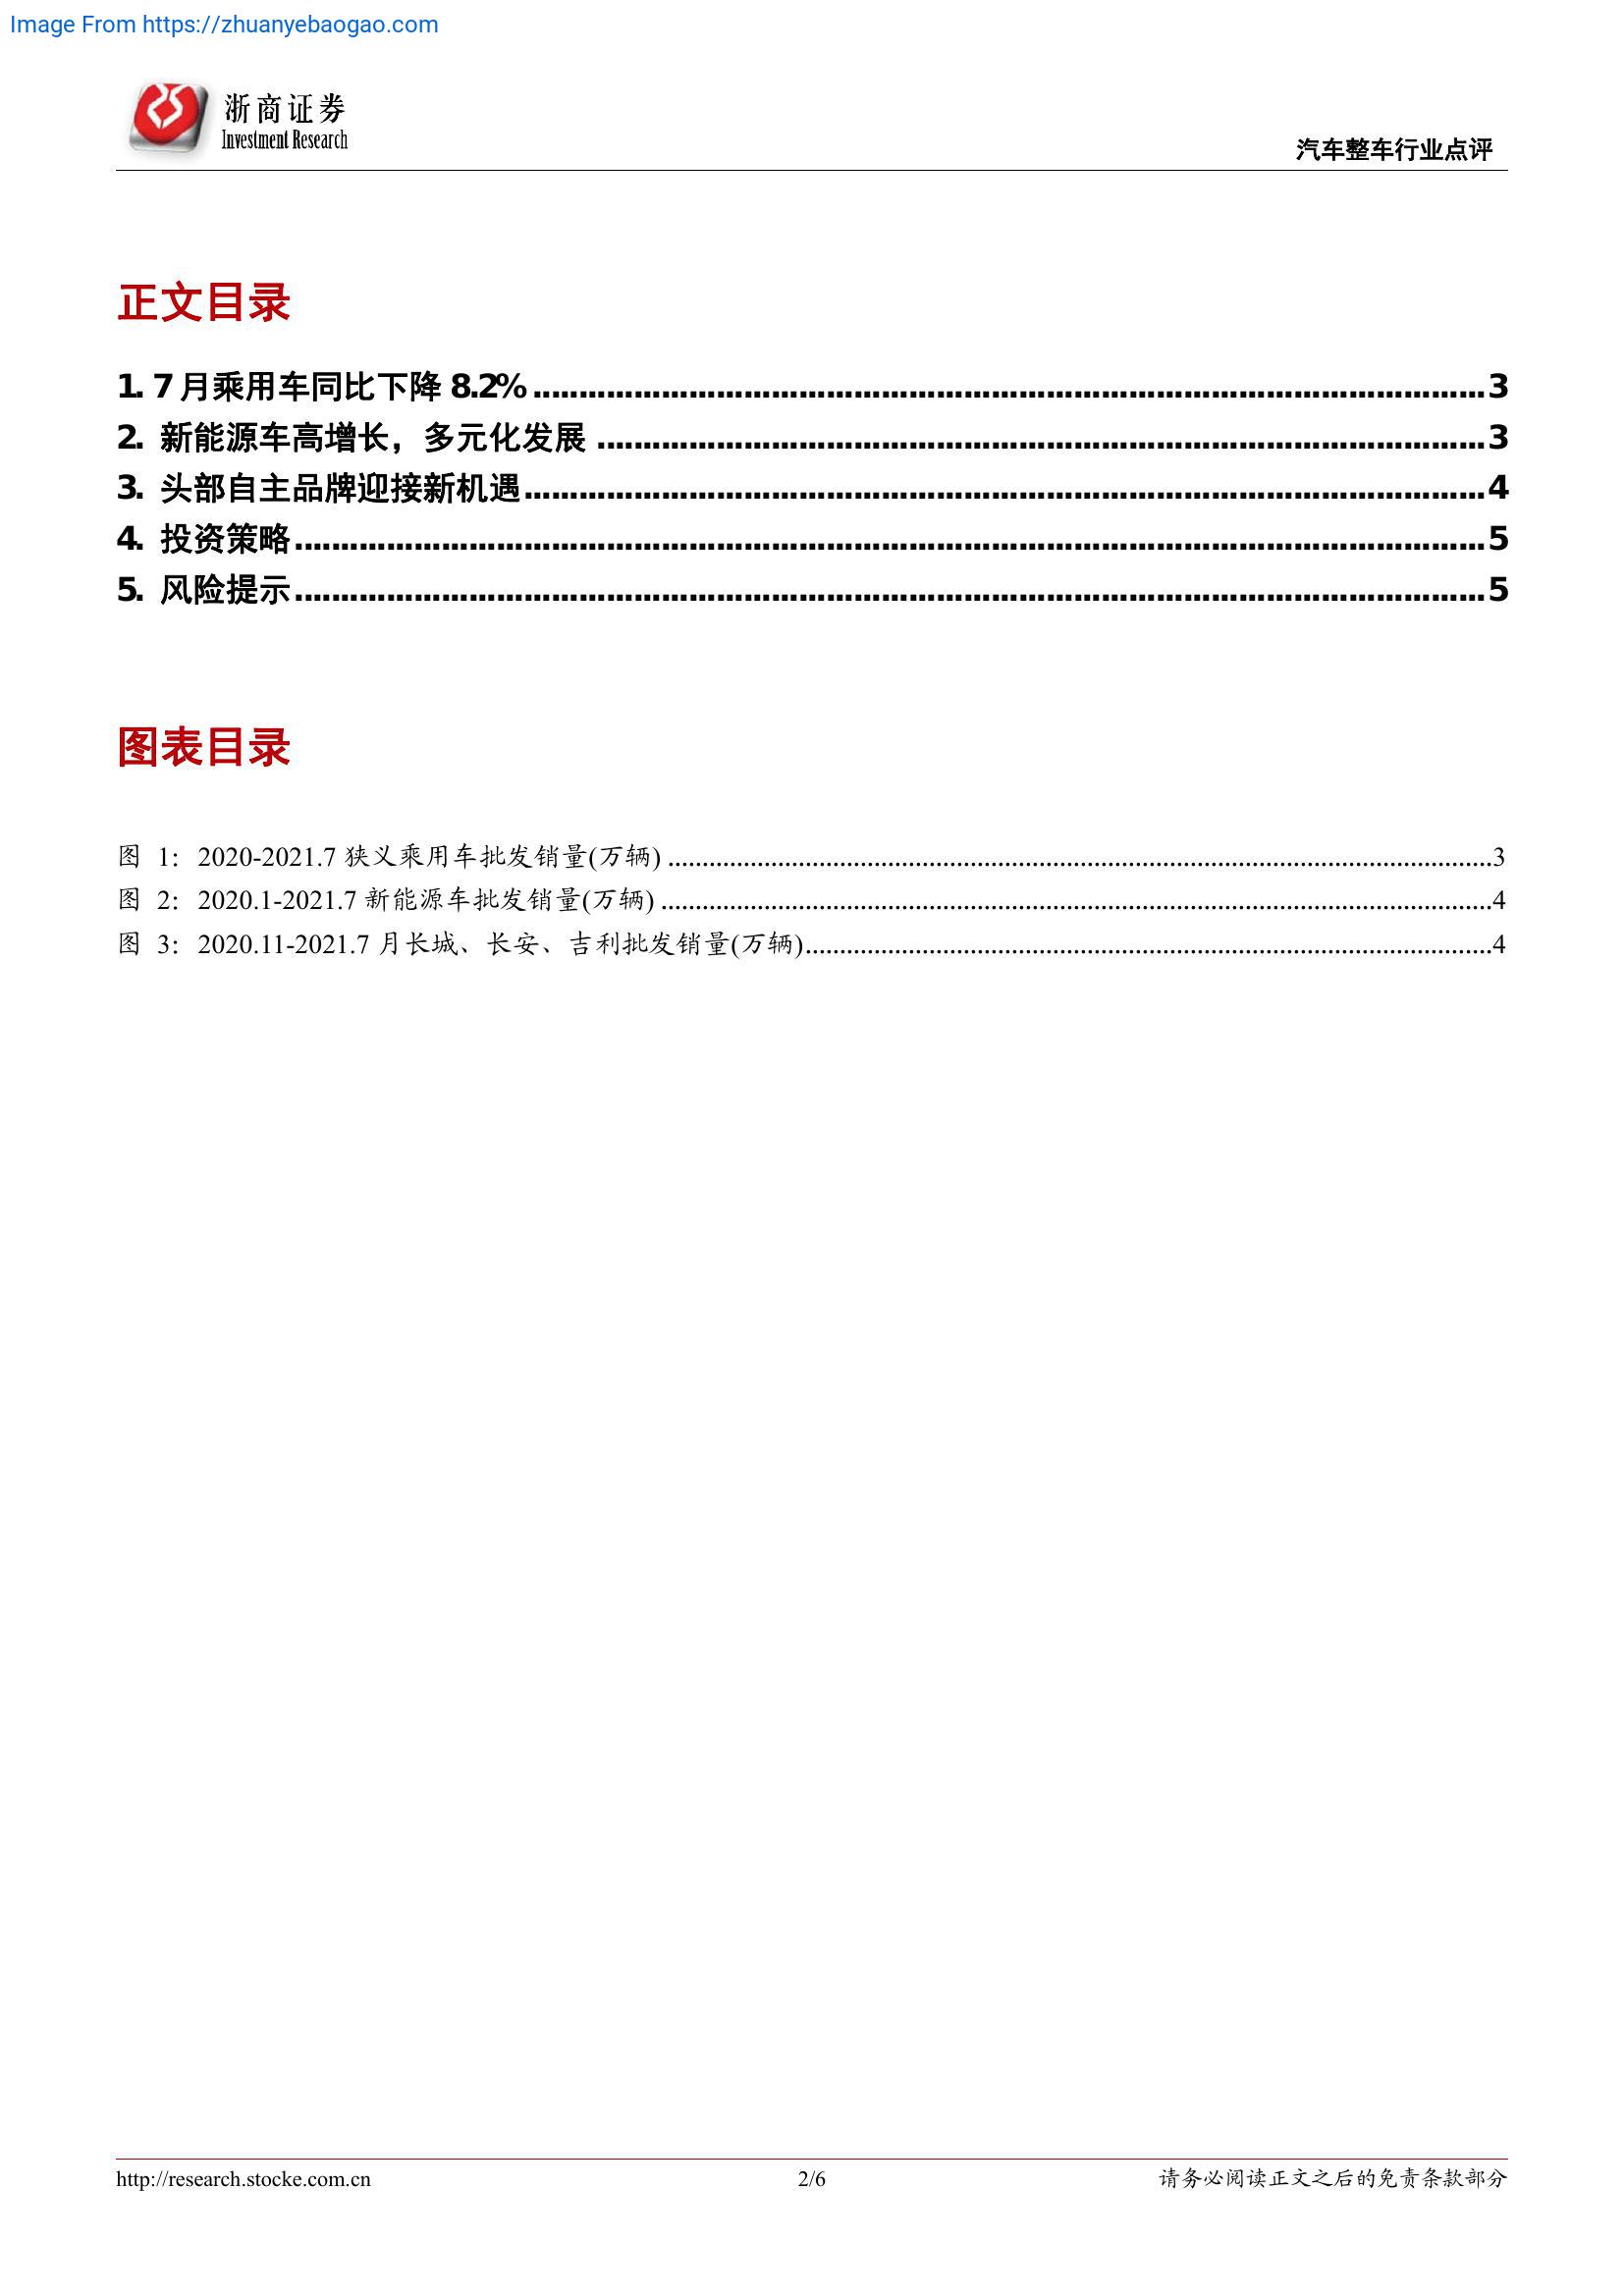 Image From https://zhuanyebaogao.com
浙商证券
Investment Research
汽车整车行业点评
正文目录
1. 7 月乘用车同比下降 8.2% ........................................ 3
2. 新能源车高增长，多元化发展 ........................................ 3
3. 头部自主品牌迎接新机遇........................................ 4
4. 投资策略........................................ 5
5. 风险提示........................................ 5
图表目录
图 1： 2020-2021.7 狭义乘用车批发销量(万辆) ........................................3
图 2： 2020.1-2021.7 新能源车批发销量(万辆) ........................................4
图 3： 2020.11-2021.7 月长城、长安、吉利批发销量(万辆)........................................4
http://research.stocke.com.cn 2/6 请务必阅读正文之后的免责条款部分